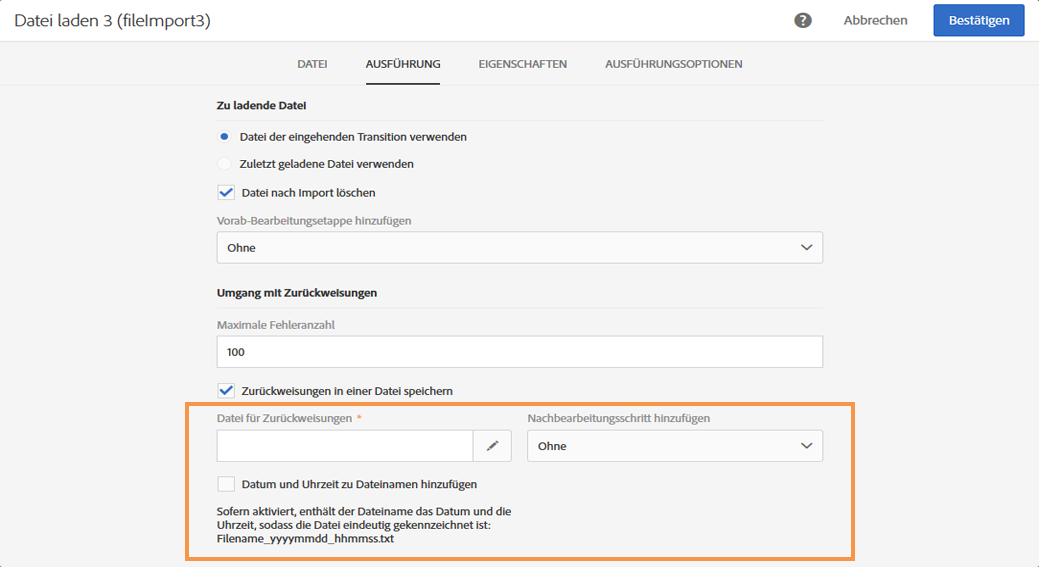 Datei laden 3 (fileImport3)
?
Abbrechen
Bestätigen
DATEI
AUSFÜHRUNG
EIGENSCHAFTEN
AUSFÜHRUNGSOPTIONEN
Zu ladende Datei
Datei der eingehenden Transition verwenden
Zuletzt geladene Datei verwenden
Datei nach Import löschen
Vorab-Bearbeitungsetappe hinzufügen
Ohne
Umgang mit Zurückweisungen
Maximale Fehleranzahl
100
Zurückweisungen in einer Datei speichern
Datei für Zurückweisungen *
Nachbearbeitungsschritt hinzufügen
Ohne
Datum und Uhrzeit zu Dateinamen hinzufügen
Sofern aktiviert, enthält der Dateiname das Datum und die
Uhrzeit, sodass die Datei eindeutig gekennzeichnet ist:
Filename_yyyymmdd_hhmmss.txt